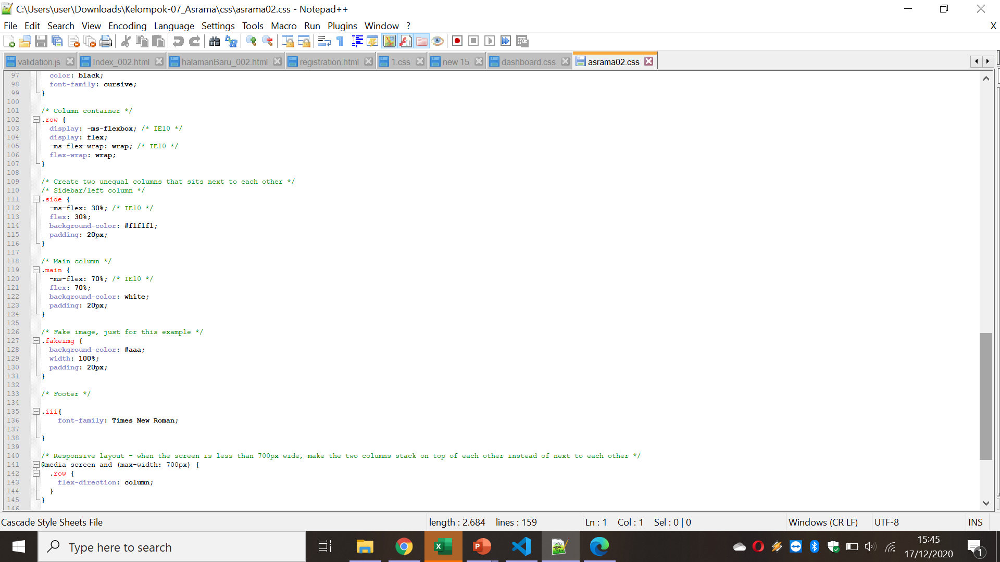 C:\Users\user\Downloads\Kelompok-07_Asrama\css\asrama02.css - Notepad++
File Edit Search View Encoding Language Settings Tools Macro Run Plugins Window ? X
validation.js Index_002.html halamanBaru_002.html registration.html 1.css new 15 dashboard.css asrama02.css
97 color: black;
98 font-family: cursive;
99 }
100
101 /* Column container */
102 .row {
103 display: -ms-flexbox; /* IE10 */
104 display: flex;
105 -ms-flex-wrap: wrap; /* IE10 */
106 flex-wrap: wrap;
107 }
108
109 /* Create two unequal columns that sits next to each other */
110 /* Sidebar/left column */
111 .side {
112 -ms-flex: 30%; /* IE10 */
113 flex: 30%;
114 background-color: #f1f1f1;
115 padding: 20px;
116 }
117
118 /* Main column */
119 .main {
120 -ms-flex: 70%; /* IE10 */
121 flex: 70%;
122 background-color: white;
123 padding: 20px;
124 }
125
126 /* Fake image, just for this example */
127 .fakeimg {
128 background-color: #aaa;
129 width: 100%;
130 padding: 20px;
131 }
132
133 /* Footer */
134
135 .iii{
136 font-family: Times New Roman;
137
138 }
139
140 /* Responsive layout - when the screen is less than 700px wide, make the two columns stack on top of each other instead of next to each other */
141 @media screen and (max-width: 700px) {
142 .row {
143 flex-direction: column;
144 }
145 }
146
Cascade Style Sheets File length : 2.684 lines : 159 Ln : 1 Col : 1 Sel : 0 | 0 Windows (CR LF) UTF-8 INS
Type here to search
15:45
17/12/2020
1